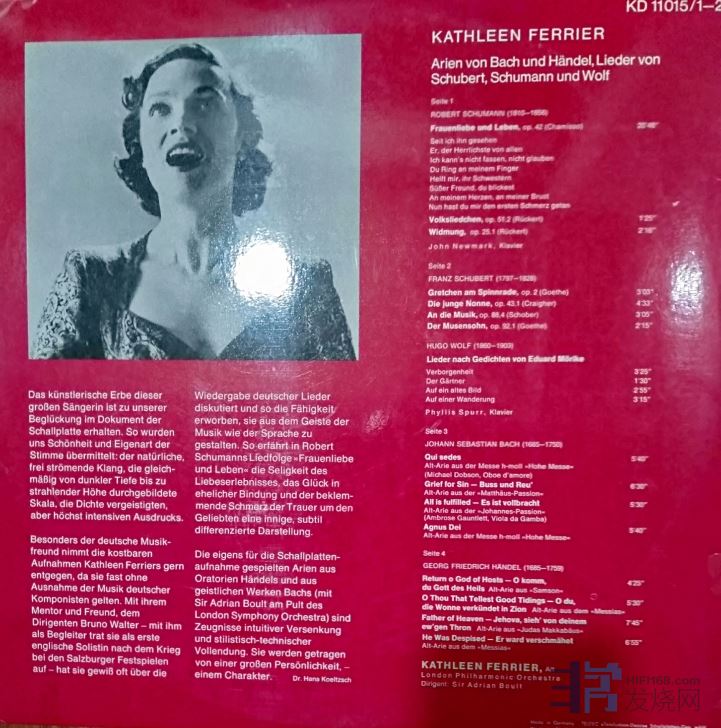 KD 11015/1—2
KATHLEEN FERRIER
Arien von Bach und Händel, Lieder von
Schubert, Schumann und Wolf
Seite 1
ROBERT SCHUMANN (1810—1856)
Frauenliebe und Leben, op. 42 (Chamisso)
Seit ich ihn gesehen
Er, der Herrlichste von allen
Ich kann's nicht fassen, nicht glauben
Du Ring an meinem Finger
Helft mir, ihr Schwestern
Süßer Freund, du blickest
An meinem Herzen, an meiner Brust
Nun hast du mir den ersten Schmerz getan
Volksliedchen, op. 51,2 (Rückert) 1'25"
Widmung, op. 25,1 (Rückert) 2'16"
John Newmark, Klavier
Seite 2
FRANZ SCHUBERT (1797—1828)
Gretchen am Spinnrade, op. 2 (Goethe) 3'03"
Die junge Nonne, op. 43,1 (Craigher) 4'33"
An die Musik, op. 88,4 (Schober) 3'05"
Der Musensohn, op. 92,1 (Goethe) 2'15"
HUGO WOLF (1860—1903)
Lieder nach Gedichten von Eduard Mörike
Verborgenheit 3'25"
Der Gärtner 1'30"
Auf ein altes Bild 2'55"
Auf einer Wanderung 3'15"
Phyllis Spurr, Klavier
Seite 3
JOHANN SEBASTIAN BACH (1685—1750)
Qui sedes 5'40"
Alt-Arie aus der Messe h-moll »Hohe Messe«
(Michael Dobson, Oboe d'amore)
Grief for Sin — Buss und Reu' 6'30"
Alt-Arie aus der »Matthäus-Passion«
All is fulfilled — Es ist vollbracht 5'30"
Alt-Arie aus der »Johannes-Passion«
(Ambrose Gauntlett, Viola da Gamba)
Agnus Dei 5'40"
Alt-Arie aus der Messe h-moll »Hohe Messe«
Seite 4
GEORG FRIEDRICH HÄNDEL (1685—1759)
Return o God of Hosts — O komm, 4'25"
du Gott des Heils Alt-Arie aus »Samson«
O Thou That Tellest Good Tidings — O du, 5'30"
die Wonne verkündet in Zion Alt-Arie aus dem »Messias«
Father of Heaven — Jehova, sieh' von deinem 7'45"
ew'gen Thron Alt-Arie aus »Judas Makkabäus«
He Was Despised — Er ward verschmähet 6'55"
Alt-Arie aus dem »Messias«
KATHLEEN FERRIER, Alt
London Philharmonic Orchestra
Dirigent: Sir Adrian Boult
Das künstlerische Erbe dieser
großen Sängerin ist zu unserer
Beglückung im Dokument der
Schallplatte erhalten. So wurden
uns Schönheit und Eigenart der
Stimme übermittelt: der natürliche,
frei strömende Klang, die gleich-
mäßig von dunkler Tiefe bis zu
strahlender Höhe durchgebildete
Skala, die Dichte vergeistigten,
aber höchst intensiven Ausdrucks.
Besonders der deutsche Musik-
freund nimmt die kostbaren
Aufnahmen Kathleen Ferriers gern
entgegen, da sie fast ohne
Ausnahme der Musik deutscher
Komponisten gelten. Mit ihrem
Mentor und Freund, dem
Dirigenten Bruno Walter – mit ihm
als Begleiter trat sie als erste
englische Solistin nach dem Krieg
bei den Salzburger Festspielen
auf – hat sie gewiß oft über die
Wiedergabe deutscher Lieder
diskutiert und so die Fähigkeit
erworben, sie aus dem Geiste der
Musik wie der Sprache zu
gestalten. So erfährt in Robert
Schumanns Liedfolge »Frauenliebe
und Leben« die Seligkeit des
Liebeserlebnisses, das Glück in
ehelicher Bindung und der beklem-
mende Schmerz der Trauer um den
Geliebten eine innige, subtil
differenzierte Darstellung.
Die eigens für die Schallplatten-
aufnahme gespielten Arien aus
Oratorien Händels und aus
geistlichen Werken Bachs (mit
Sir Adrian Boult am Pult des
London Symphony Orchestra) sind
Zeugnisse intuitiver Versenkung
und stilistisch-technischer
Vollendung. Sie werden getragen
von einer großen Persönlichkeit, –
einem Charakter. Dr. Hans Koeltzsch
HIFI168.com
发烧网
Made in Germany